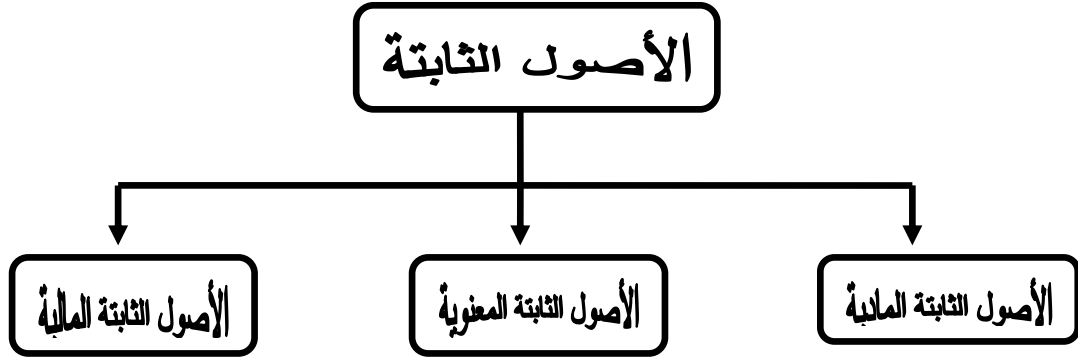 الأصول الثابتة
الأصول الثابتة المادية
الأصول الثابتة المعنوية
الأصول الثابتة المالية